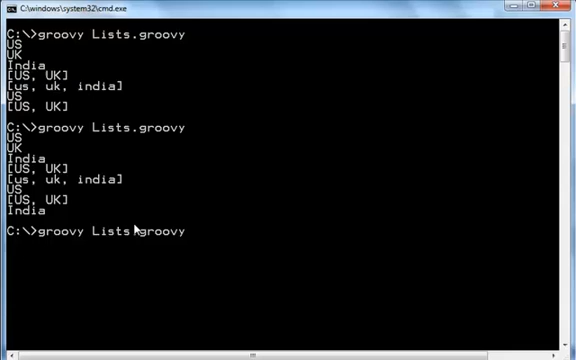 C:\windows\system32\cmd.exe
C:\>groovy Lists.groovy
US
UK
India
[US, UK]
[us, uk, india]
US
[US, UK]
C:\>groovy Lists.groovy
US
UK
India
[US, UK]
[us, uk, india]
US
[US, UK]
India
C:\>groovy Lists.groovy